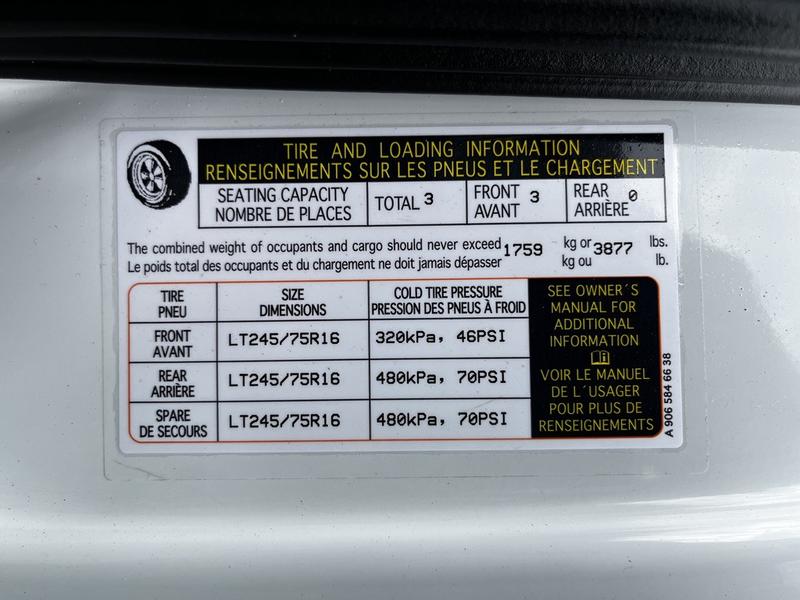 TIRE AND LOADING INFORMATION
RENSEIGNEMENTS SUR LES PNEUS ET LE CHARGEMENT
SEATING CAPACITY
NOMBRE DE PLACES
TOTAL 3
FRONT
AVANT 3
REAR
ARRIÈRE 0
The combined weight of occupants and cargo should never exceed 1759 kg or 3877 lbs.
Le poids total des occupants et du chargement ne doit jamais dépasser kg ou lb.
TIRE
PNEU
SIZE
DIMENSIONS
COLD TIRE PRESSURE
PRESSION DES PNEUS À FROID
FRONT
AVANT
LT245/75R16
320kPa, 46PSI
REAR
ARRIÈRE
LT245/75R16
480kPa, 70PSI
SPARE
DE SECOURS
LT245/75R16
480kPa, 70PSI
SEE OWNER´S
MANUAL FOR
ADDITIONAL
INFORMATION
VOIR LE MANUEL
DE L´USAGER
POUR PLUS DE
RENSEIGNEMENTS
A 906 584 66 38